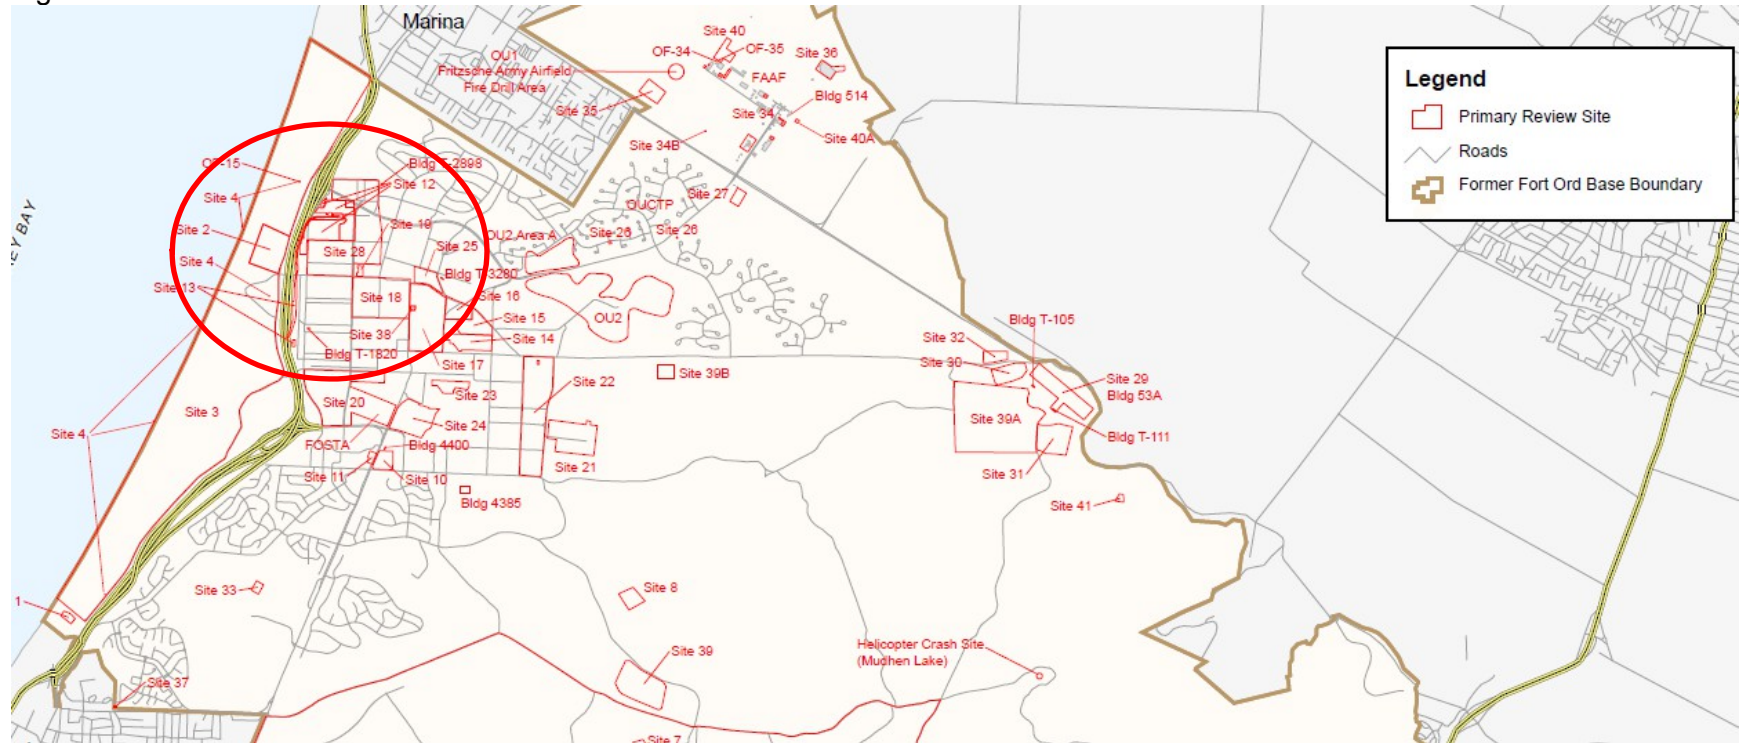 Marina
Site 40
OF-34
OF-35
Site 36
OU1
Fritzsche Army Airfield
Fire Drill Area
FAAF
Bldg 514
Site 35
Site 34
Site 40A
Site 34B
Legend
Primary Review Site
Roads
Former Fort Ord Base Boundary
OF-15
Bldg T-2898
Site 12
Site 4
Site 27
OUCTP
Site 2
Site 19
OU2 Area A
Site 26
Site 26
Site 25
Site 28
EY BAY
Site 4
Bldg T-3280
Site 13
Site 18
Site 16
Site 15
OU2
Site 38
Site 14
Bldg T-105
Bldg T-1820
Site 17
Site 32
Site 30
Site 39B
Site 22
Site 29
Bldg 53A
Site 23
Site 3
Site 20
Site 39A
Site 24
Site 4
FOSTA
Bldg 4400
Bldg T-111
Site 21
Site 11
Site 10
Site 31
Bldg 4385
Site 41
Site 33
Site 8
1
Site 39
Helicopter Crash Site
(Mudhen Lake)
Site 37
Site 7